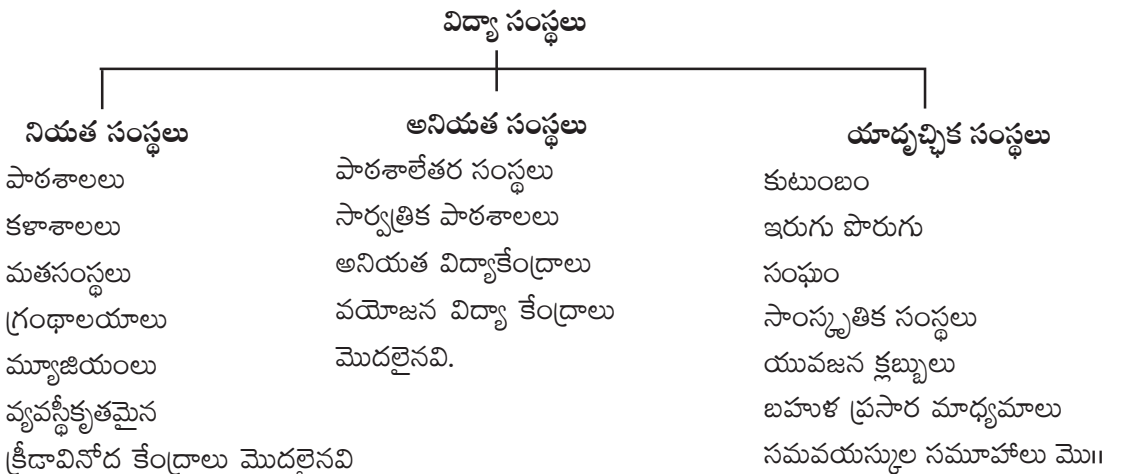 విద్యా సంస్థలు
నియత సంస్థలు
పాఠశాలలు
కళాశాలలు
మతసంస్థలు
గ్రంథాలయాలు
మ్యూజియంలు
వ్యవస్థీకృతమైన
క్రీడావినోద కేంద్రాలు మొదలైనవి
అనియత సంస్థలు
పాఠశాలేతర సంస్థలు
సార్వత్రిక పాఠశాలలు
అనియత విద్యాకేంద్రాలు
వయోజన విద్యా కేంద్రాలు
మొదలైనవి.
యాదృచ్ఛిక సంస్థలు
కుటుంబం
ఇరుగు పొరుగు
సంఘం
సాంస్కృతిక సంస్థలు
యువజన క్లబ్బులు
బహుళ ప్రసార మాధ్యమాలు
సమవయస్కుల సమూహాలు మొ॥